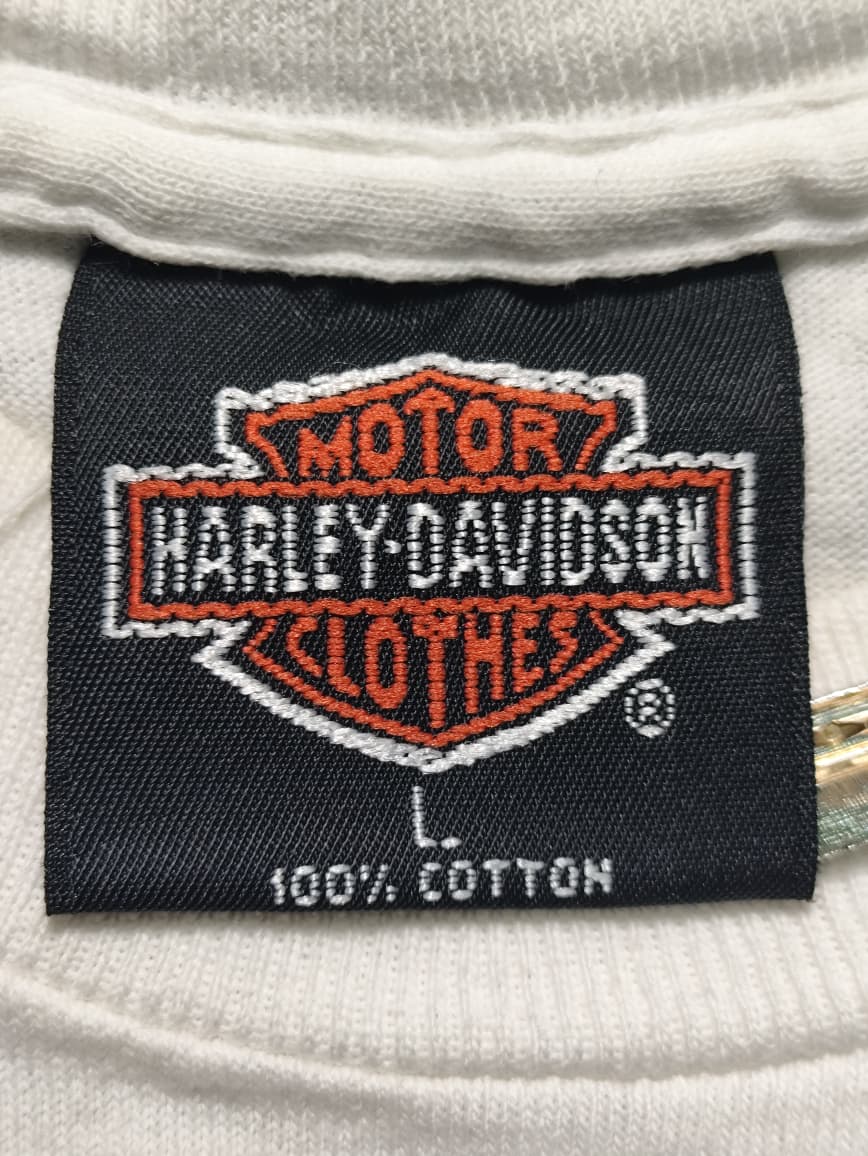 MOTOR
HARLEY-DAVIDSON
CLOTHES
®
L.
100% COTTON